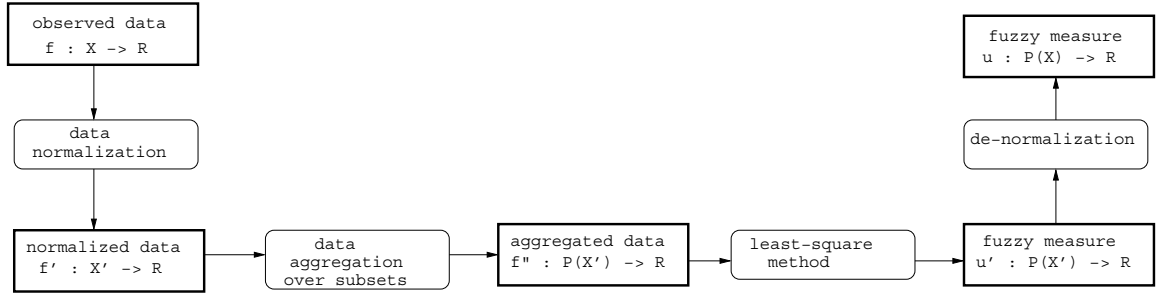 observed data
f : X -> R
data
normalization
normalized data
f' : X' -> R
data
aggregation
over subsets
aggregated data
f" : P(X') -> R
least-square
method
fuzzy measure
u' : P(X') -> R
de-normalization
fuzzy measure
u : P(X) -> R